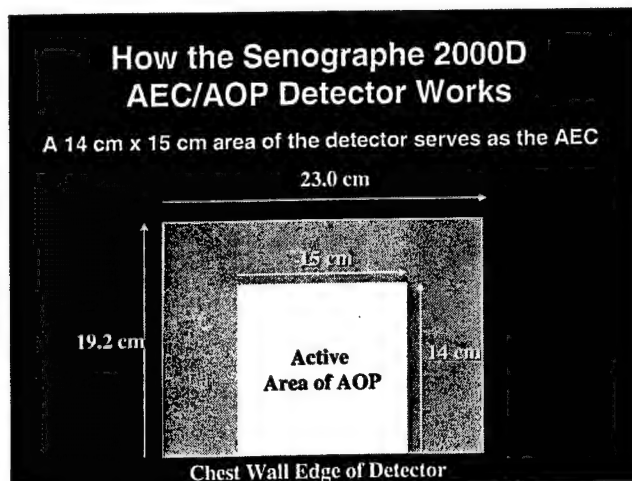 How the Senographe 2000D
AEC/AOP Detector Works
A 14 cm x 15 cm area of the detector serves as the AEC
23.0 cm
15 cm
19.2 cm
14 cm
Active
Area of AOP
Chest Wall Edge of Detector